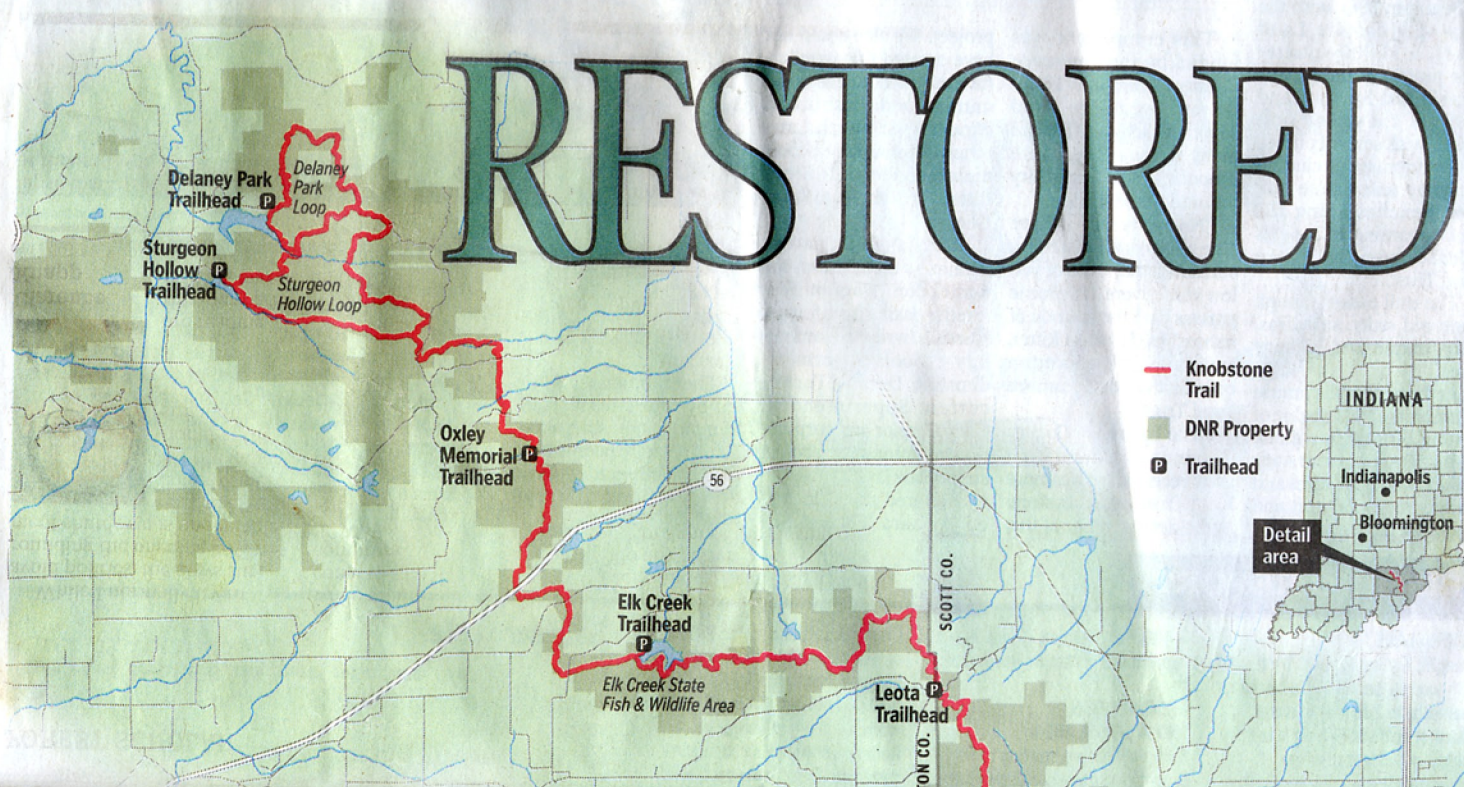 RESTORED
Delaney Park
Trailhead
P
Delaney
Park
Loop
Sturgeon
Hollow
Trailhead
P
Sturgeon
Hollow Loop
Oxley
Memorial
Trailhead
P
56
Elk Creek
Trailhead
P
Elk Creek State
Fish & Wildlife Area
SCOTT CO.
Leota
Trailhead
P
TON CO.
Knobstone
Trail
DNR Property
P Trailhead
INDIANA
Indianapolis
Bloomington
Detail
area